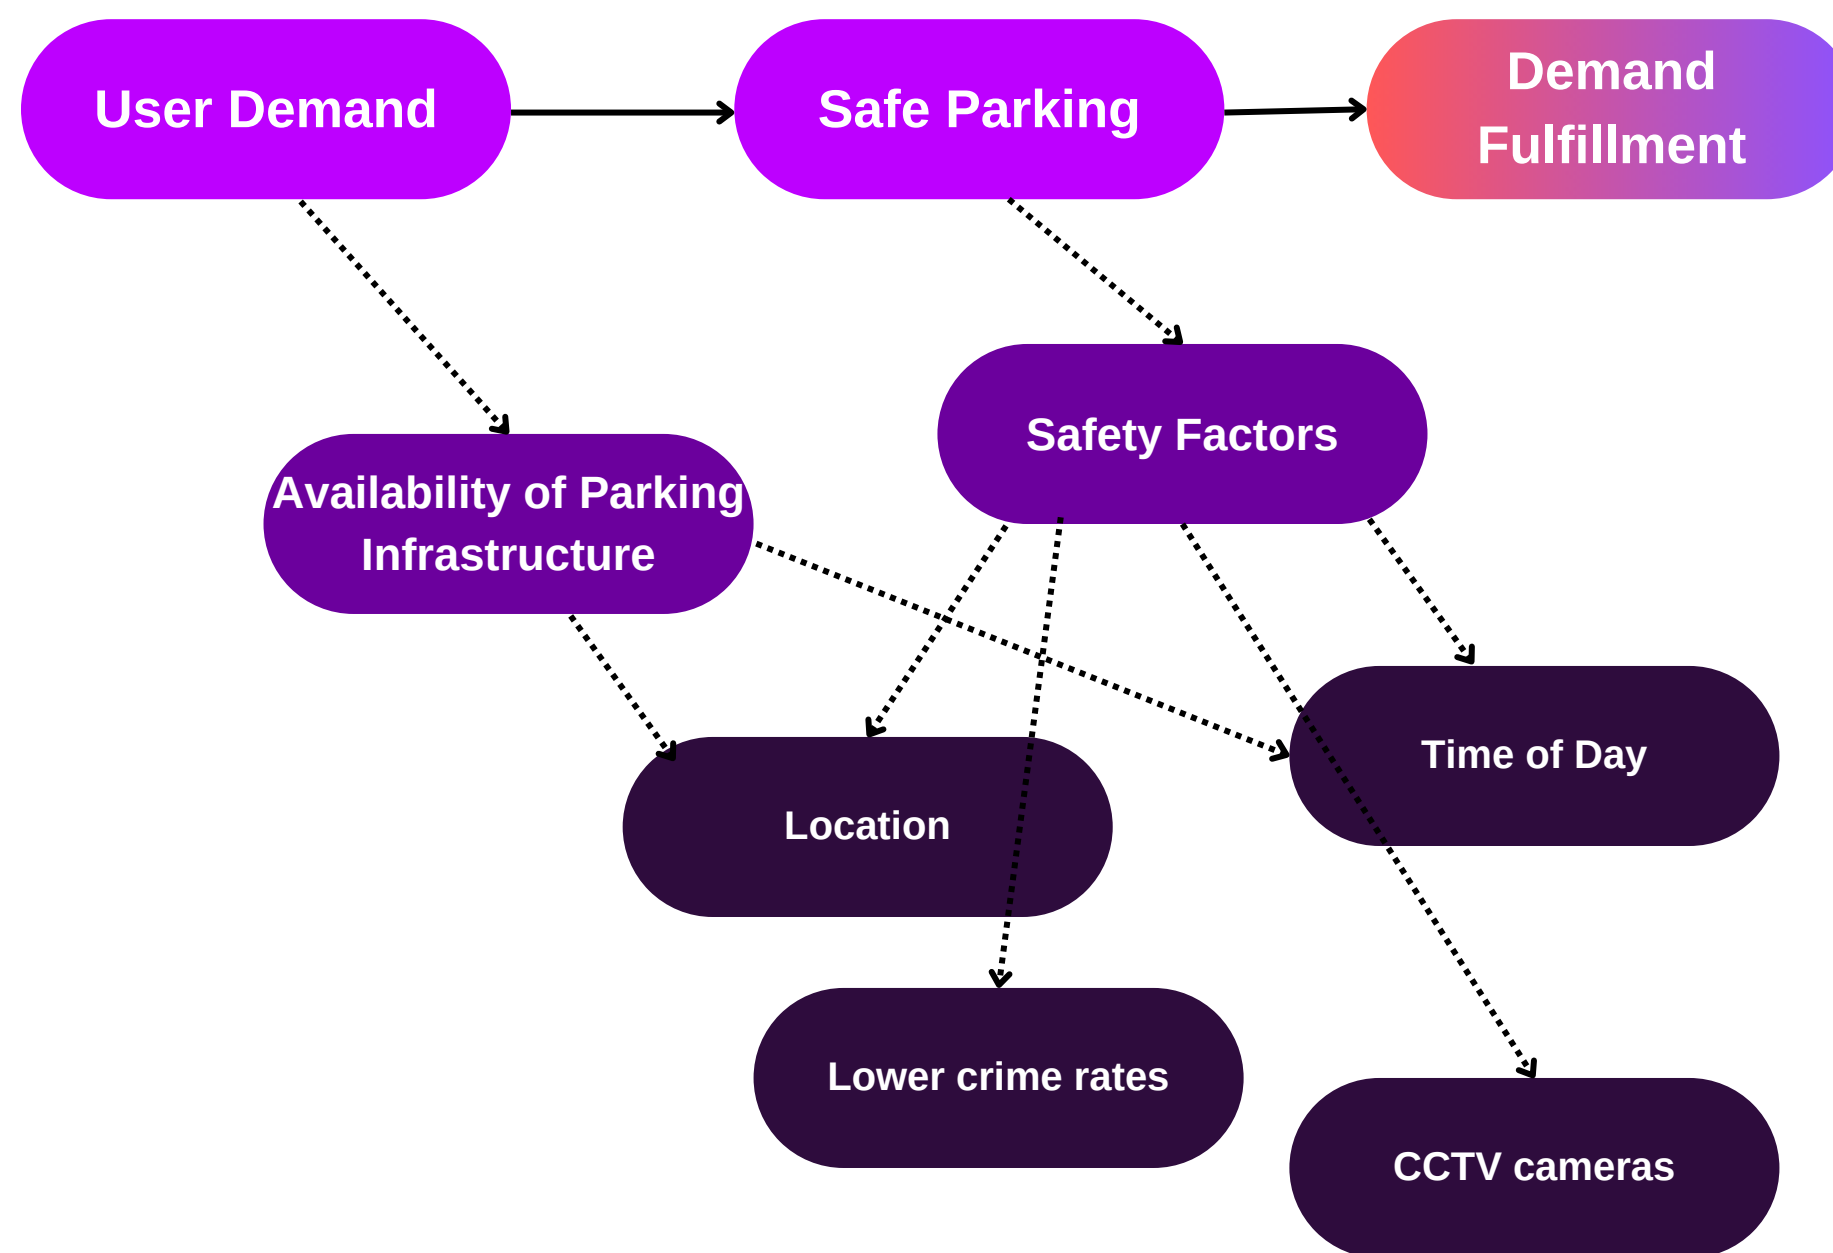 User Demand
Safe Parking
Demand
Fulfillment
Safety Factors
Availability of Parking
Infrastructure
Time of Day
Location
Lower crime rates
CCTV cameras